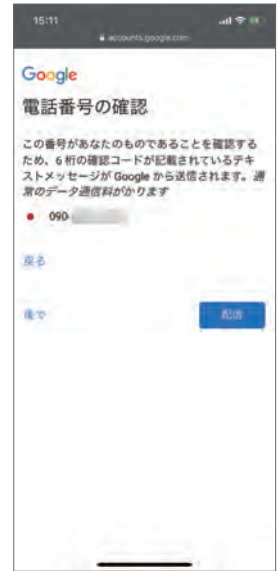 15:11
accounts.google.com
Google
電話番号の確認
この番号があなたのものであることを確認する
ため、6 桁の確認コードが記載されているテキ
ストメッセージが Google から送信されます。通
常のデータ通信料がかります
090-
戻る
後で
配信